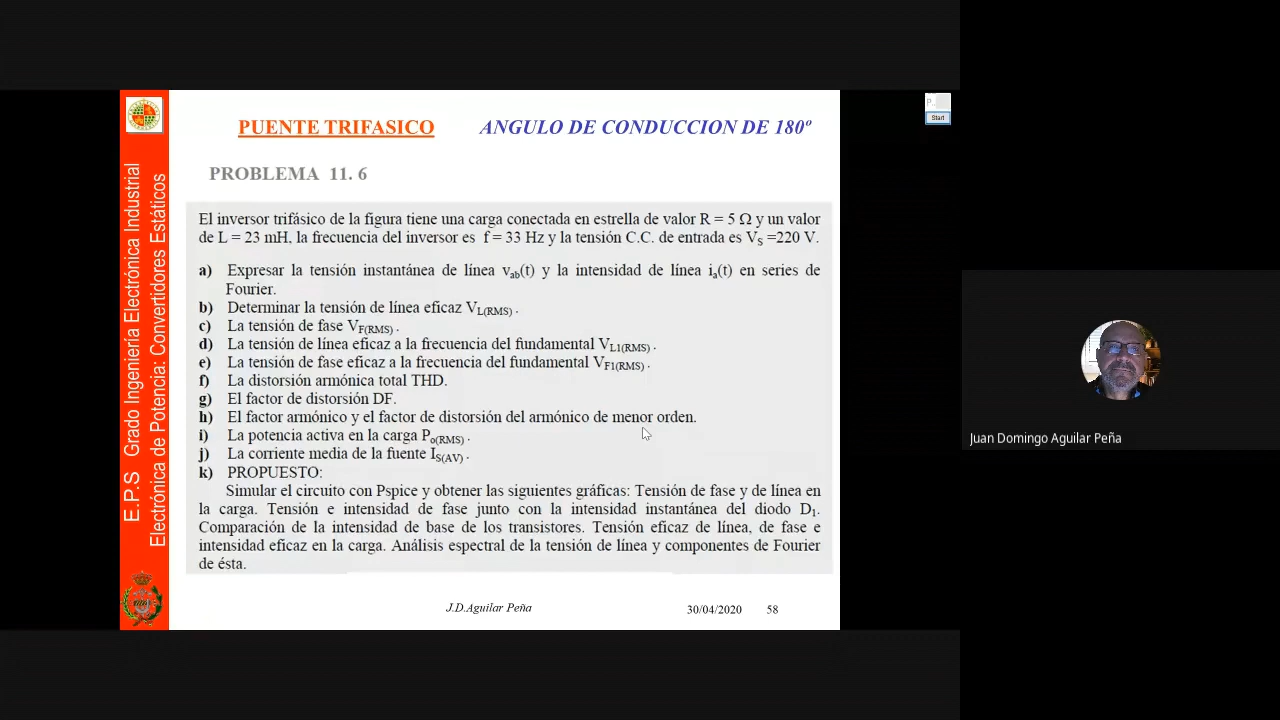 PUENTE TRIFASICO ANGULO DE CONDUCCION DE 180º
PROBLEMA 11. 6
El inversor trifásico de la figura tiene una carga conectada en estrella de valor R = 5 Ω y un valor
de L = 23 mH, la frecuencia del inversor es f = 33 Hz y la tensión C.C. de entrada es VS =220 V.
a) Expresar la tensión instantánea de línea vab(t) y la intensidad de línea ia(t) en series de
Fourier.
b) Determinar la tensión de línea eficaz VL(RMS) .
c) La tensión de fase VF(RMS) .
d) La tensión de línea eficaz a la frecuencia del fundamental VL1(RMS) .
e) La tensión de fase eficaz a la frecuencia del fundamental VF1(RMS) .
f) La distorsión armónica total THD.
g) El factor de distorsión DF.
h) El factor armónico y el factor de distorsión del armónico de menor orden.
i) La potencia activa en la carga Po(RMS) .
j) La corriente media de la fuente IS(AV) .
k) PROPUESTO:
Simular el circuito con Pspice y obtener las siguientes gráficas: Tensión de fase y de línea en
la carga. Tensión e intensidad de fase junto con la intensidad instantánea del diodo D1.
Comparación de la intensidad de base de los transistores. Tensión eficaz de línea, de fase e
intensidad eficaz en la carga. Análisis espectral de la tensión de línea y componentes de Fourier
de ésta.
J.D.Aguilar Peña 30/04/2020 58
E.P.S Grado Ingeniería Electrónica Industrial
Electrónica de Potencia: Convertidores Estáticos
Start
Juan Domingo Aguilar Peña